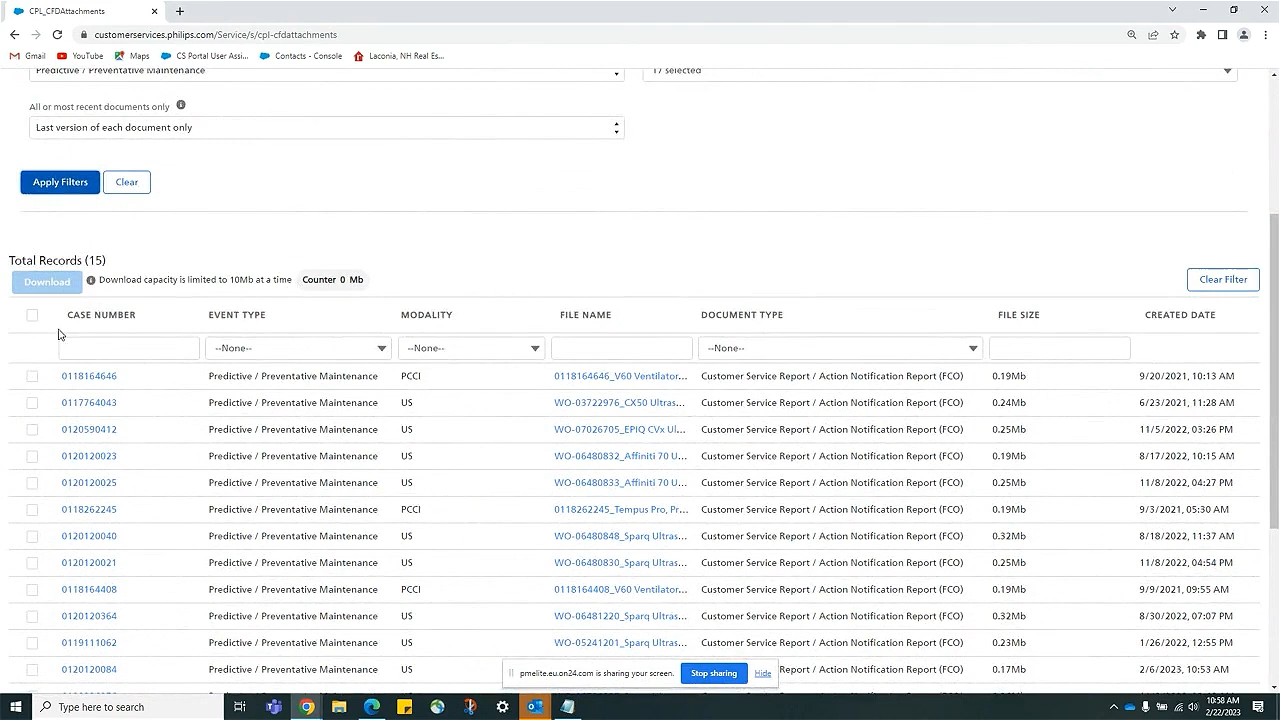 CPL_CFDAttachments
customerservices.philips.com/Service/s/cpl-cfdattachments
Gmail YouTube Maps CS Portal User Assi... Contacts - Console Laconia, NH Real Es...
Predictive / Preventative Maintenance 17 selected
All or most recent documents only
Last version of each document only
Apply Filters Clear
Total Records (15)
Download Download capacity is limited to 10Mb at a time Counter 0 Mb Clear Filter
CASE NUMBER EVENT TYPE MODALITY FILE NAME DOCUMENT TYPE FILE SIZE CREATED DATE
--None-- --None-- --None--
0118164646 Predictive / Preventative Maintenance PCCI 0118164646_V60 Ventilator... Customer Service Report / Action Notification Report (FCO) 0.19Mb 9/20/2021, 10:13 AM
0117764043 Predictive / Preventative Maintenance US WO-03722976_CX50 Ultras... Customer Service Report / Action Notification Report (FCO) 0.24Mb 6/23/2021, 11:28 AM
0120590412 Predictive / Preventative Maintenance US WO-07026705_EPIQ CVx Ul... Customer Service Report / Action Notification Report (FCO) 0.25Mb 11/5/2022, 03:26 PM
0120120023 Predictive / Preventative Maintenance US WO-06480832_Affiniti 70 U... Customer Service Report / Action Notification Report (FCO) 0.19Mb 8/17/2022, 10:15 AM
0120120025 Predictive / Preventative Maintenance US WO-06480833_Affiniti 70 U... Customer Service Report / Action Notification Report (FCO) 0.25Mb 11/8/2022, 04:27 PM
0118262245 Predictive / Preventative Maintenance PCCI 0118262245_Tempus Pro, Pr... Customer Service Report / Action Notification Report (FCO) 0.19Mb 9/3/2021, 05:30 AM
0120120040 Predictive / Preventative Maintenance US WO-06480848_Sparq Ultras... Customer Service Report / Action Notification Report (FCO) 0.32Mb 8/18/2022, 11:37 AM
0120120021 Predictive / Preventative Maintenance US WO-06480830_Sparq Ultras... Customer Service Report / Action Notification Report (FCO) 0.25Mb 11/8/2022, 04:54 PM
0118164408 Predictive / Preventative Maintenance PCCI 0118164408_V60 Ventilator... Customer Service Report / Action Notification Report (FCO) 0.19Mb 9/9/2021, 09:55 AM
0120120364 Predictive / Preventative Maintenance US WO-06481220_Sparq Ultras... Customer Service Report / Action Notification Report (FCO) 0.32Mb 8/30/2022, 07:07 PM
0119111062 Predictive / Preventative Maintenance US WO-05241201_Sparq Ultras... Customer Service Report / Action Notification Report (FCO) 0.23Mb 1/26/2022, 12:55 PM
0120120084 Predictive / Preventative Maintenance US Report / Action Notification Report (FCO) 0.17Mb 2/6/2023, 10:53 AM
pmelite.eu.on24.com is sharing your screen. Stop sharing Hide
Type here to search
10:58 AM
2/22/2023